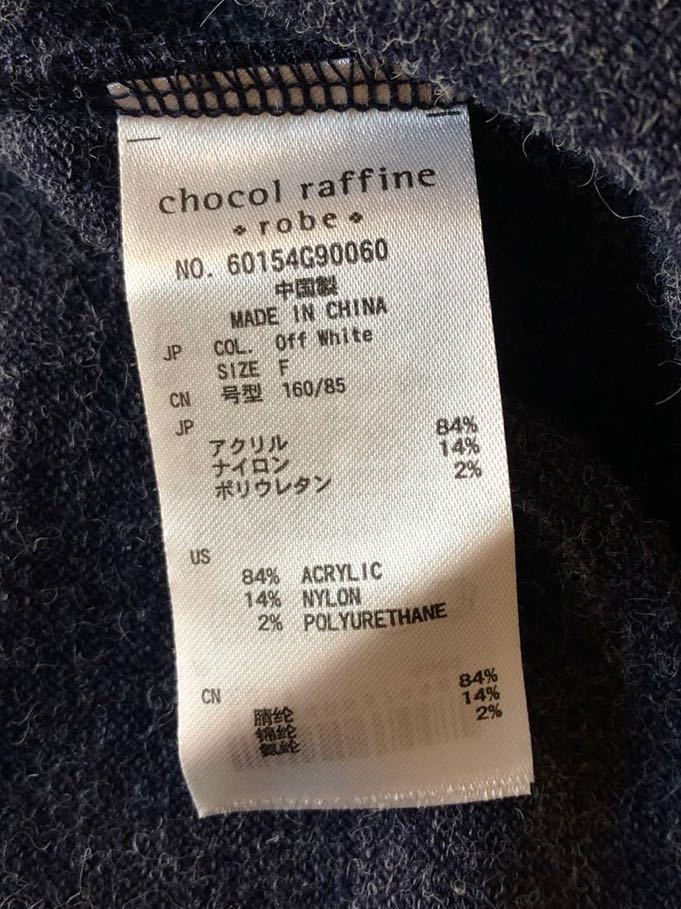 chocol raffine
robe
NO. 60154G90060
中国製
MADE IN CHINA
JP COL. Off White
SIZE F
CN 号型 160/85
JP
アクリル 84%
ナイロン 14%
ポリウレタン 2%
US
84% ACRYLIC
14% NYLON
2% POLYURETHANE
CN
腈纶 84%
锦纶 14%
氨纶 2%